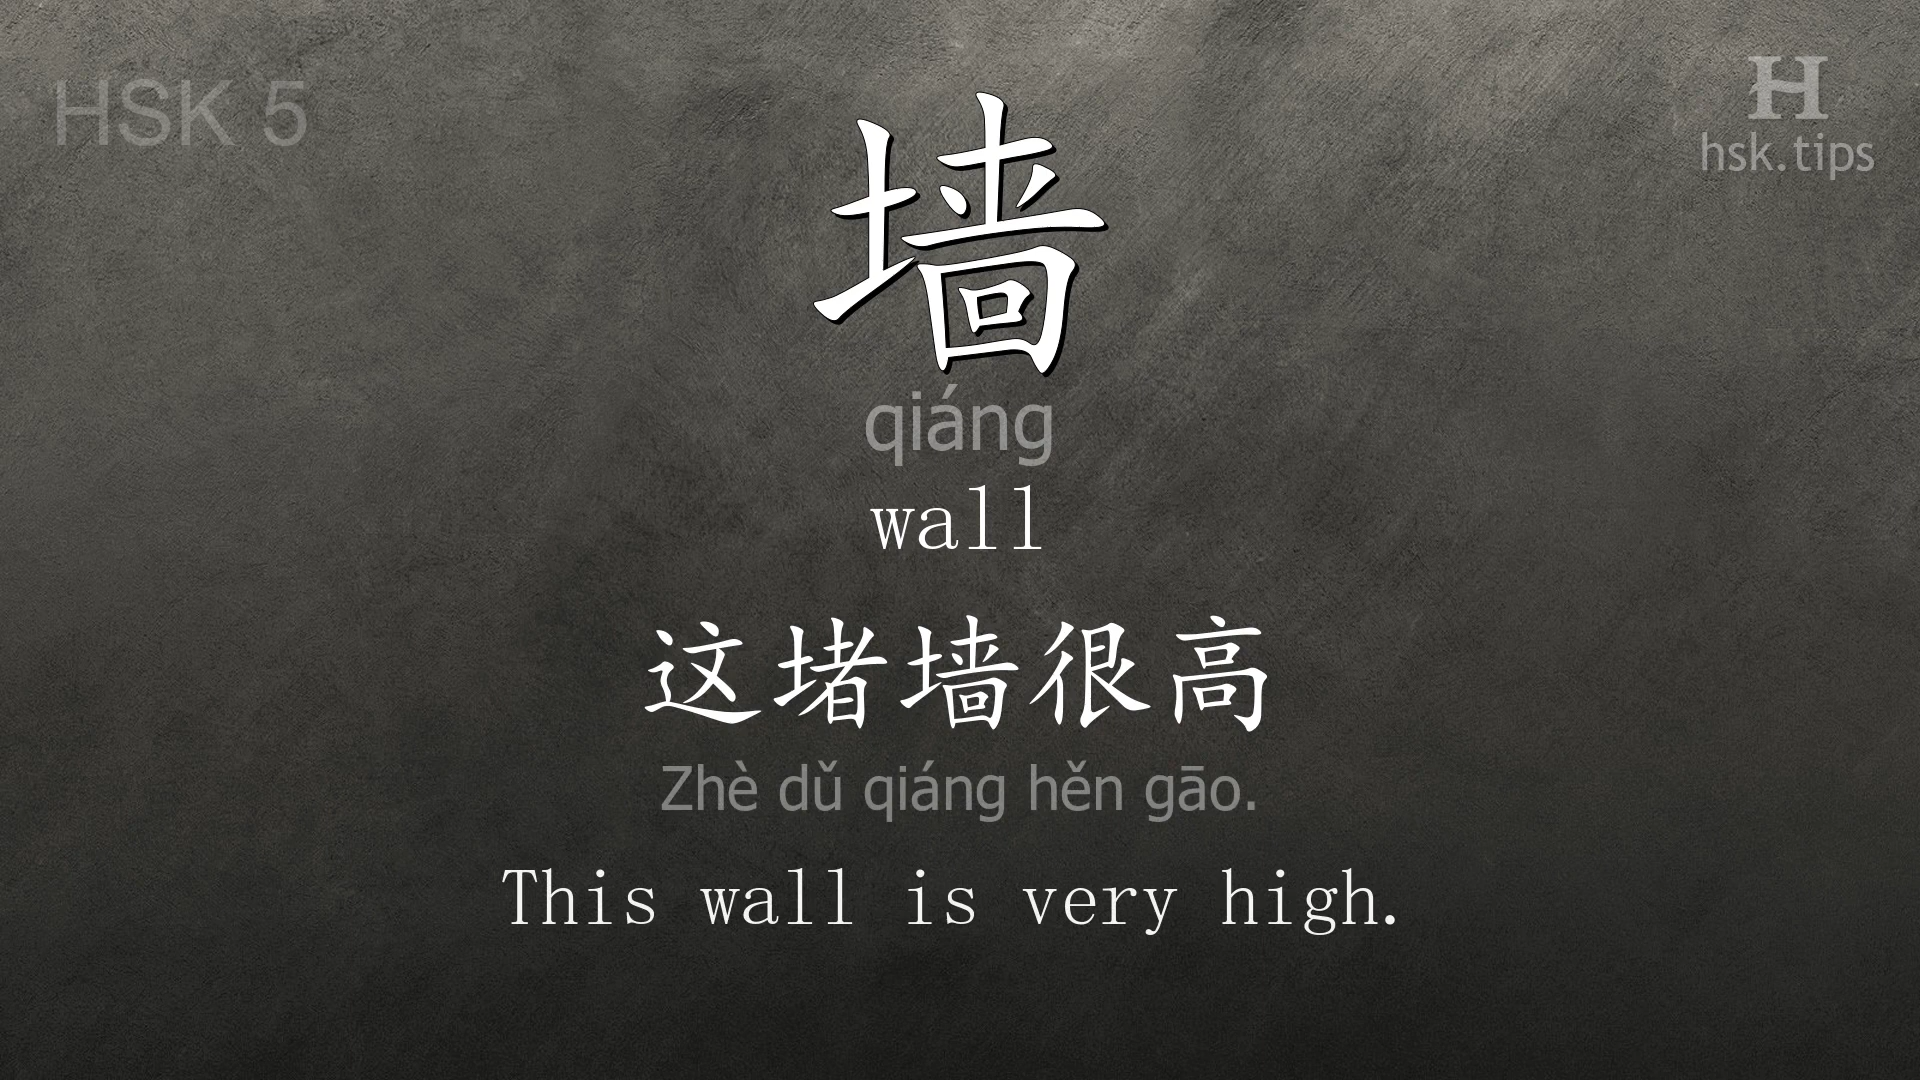 HSK 5
H
hsk.tips
墙
qiáng
wall
这堵墙很高
Zhè dǔ qiáng hěn gāo.
This wall is very high.